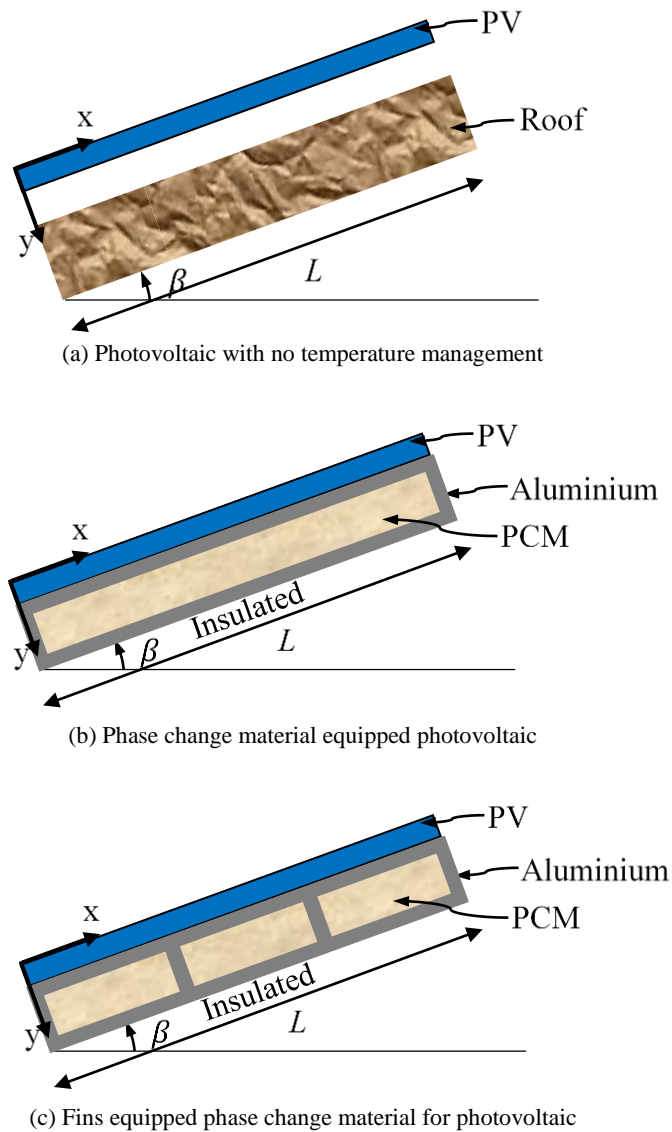 PV
x
Roof
y
β
L
(a) Photovoltaic with no temperature management
PV
Aluminium
x
PCM
Insulated
y
β
L
(b) Phase change material equipped photovoltaic
PV
Aluminium
x
PCM
Insulated
y
β
L
(c) Fins equipped phase change material for photovoltaic